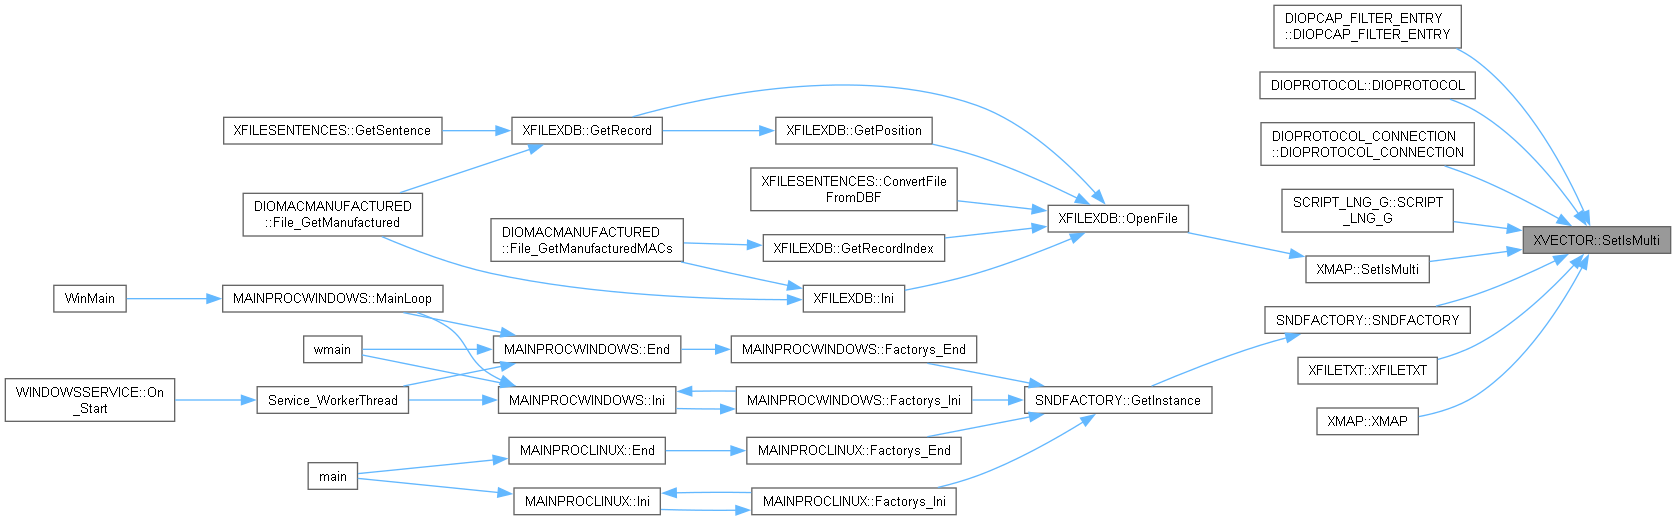 DIOPCAP_FILTER_ENTRY
::DIOPCAP_FILTER_ENTRY
DIOPROTOCOL::DIOPROTOCOL
XFILESENTENCES::GetSentence
XFILEXDB::GetRecord
XFILEXDB::GetPosition
DIOPROTOCOL_CONNECTION
::DIOPROTOCOL_CONNECTION
XFILESENTENCES::ConvertFile
FromDBF
DIOMACMANUFACTURED
::File_GetManufactured
SCRIPT_LNG_G::SCRIPT
_LNG_G
XFILEXDB::OpenFile
DIOMACMANUFACTURED
::File_GetManufacturedMACs
XFILEXDB::GetRecordIndex
XVECTOR::SetIsMulti
XMAP::SetIsMulti
WinMain
MAINPROCWINDOWS::MainLoop
XFILEXDB::Ini
SNDFACTORY::SNDFACTORY
wmain
MAINPROCWINDOWS::End
MAINPROCWINDOWS::Factorys_End
XFILETXT::XFILETXT
WINDOWSSERVICE::On
_Start
Service_WorkerThread
MAINPROCWINDOWS::Ini
MAINPROCWINDOWS::Factorys_Ini
SNDFACTORY::GetInstance
XMAP::XMAP
MAINPROCLINUX::End
MAINPROCLINUX::Factorys_End
main
MAINPROCLINUX::Ini
MAINPROCLINUX::Factorys_Ini